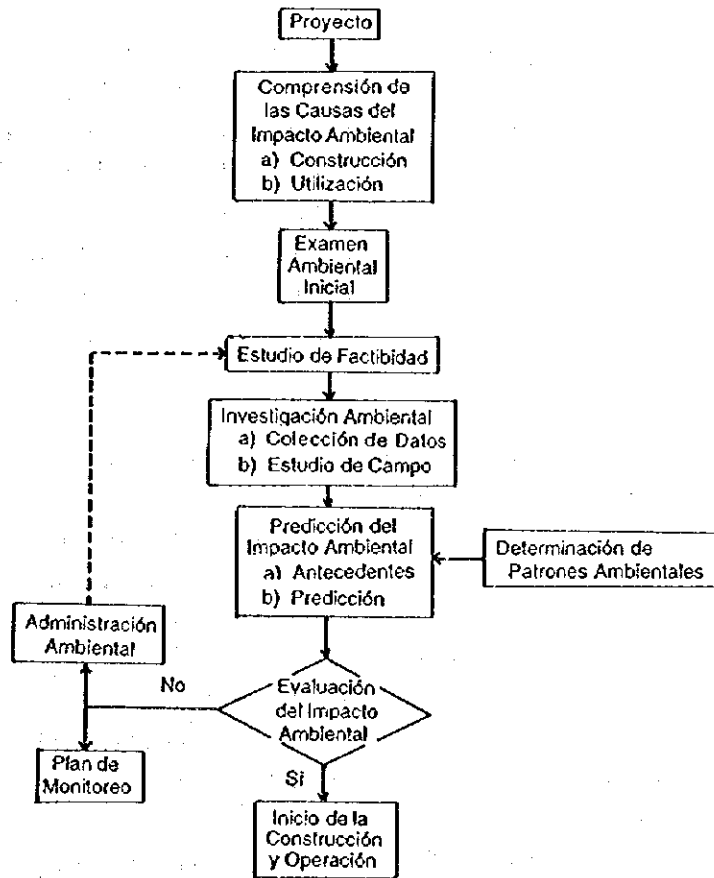 Proyecto
Comprensión de
las Causas del
Impacto Ambiental
a) Construcción
b) Utilización
Examen
Ambiental
Inicial
Estudio de Factibidad
Investigación Ambiental
a) Colección de Datos
b) Estudio de Campo
Predicción del
Impacto Ambiental
a) Antecedentes
b) Predicción
Determinación de
Patrones Ambientales
Administración
Ambiental
No
Evaluación
del Impacto
Ambiental
Plan de
Monitoreo
Sí
Inicio de la
Construcción
y Operación